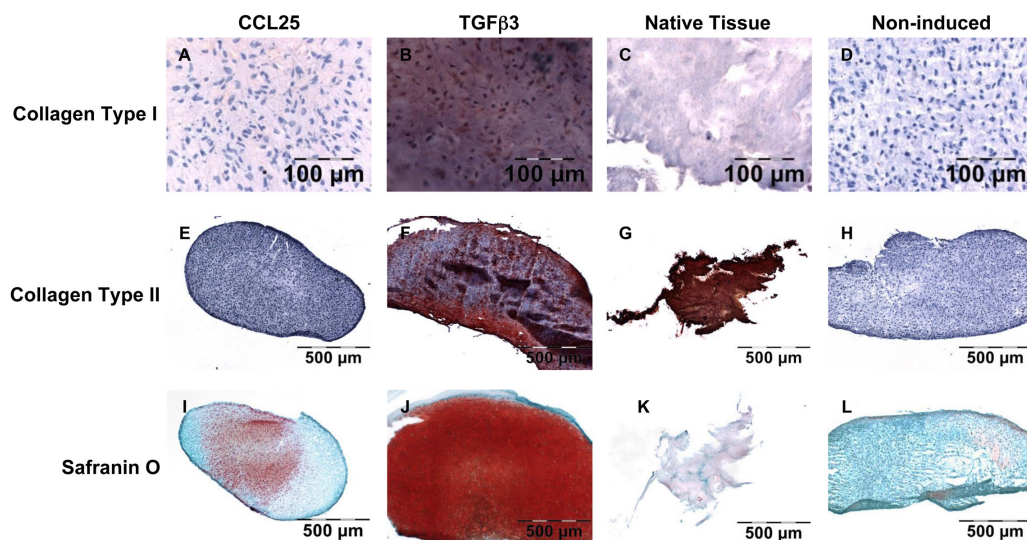 CCL25 TGFβ3 Native Tissue Non-induced
Collagen Type I
A B C D
100 µm 100 µm 100 µm 100 µm
Collagen Type II
E F G H
500 µm 500 µm 500 µm 500 µm
Safranin O
I J K L
500 µm 500 µm 500 µm 500 µm